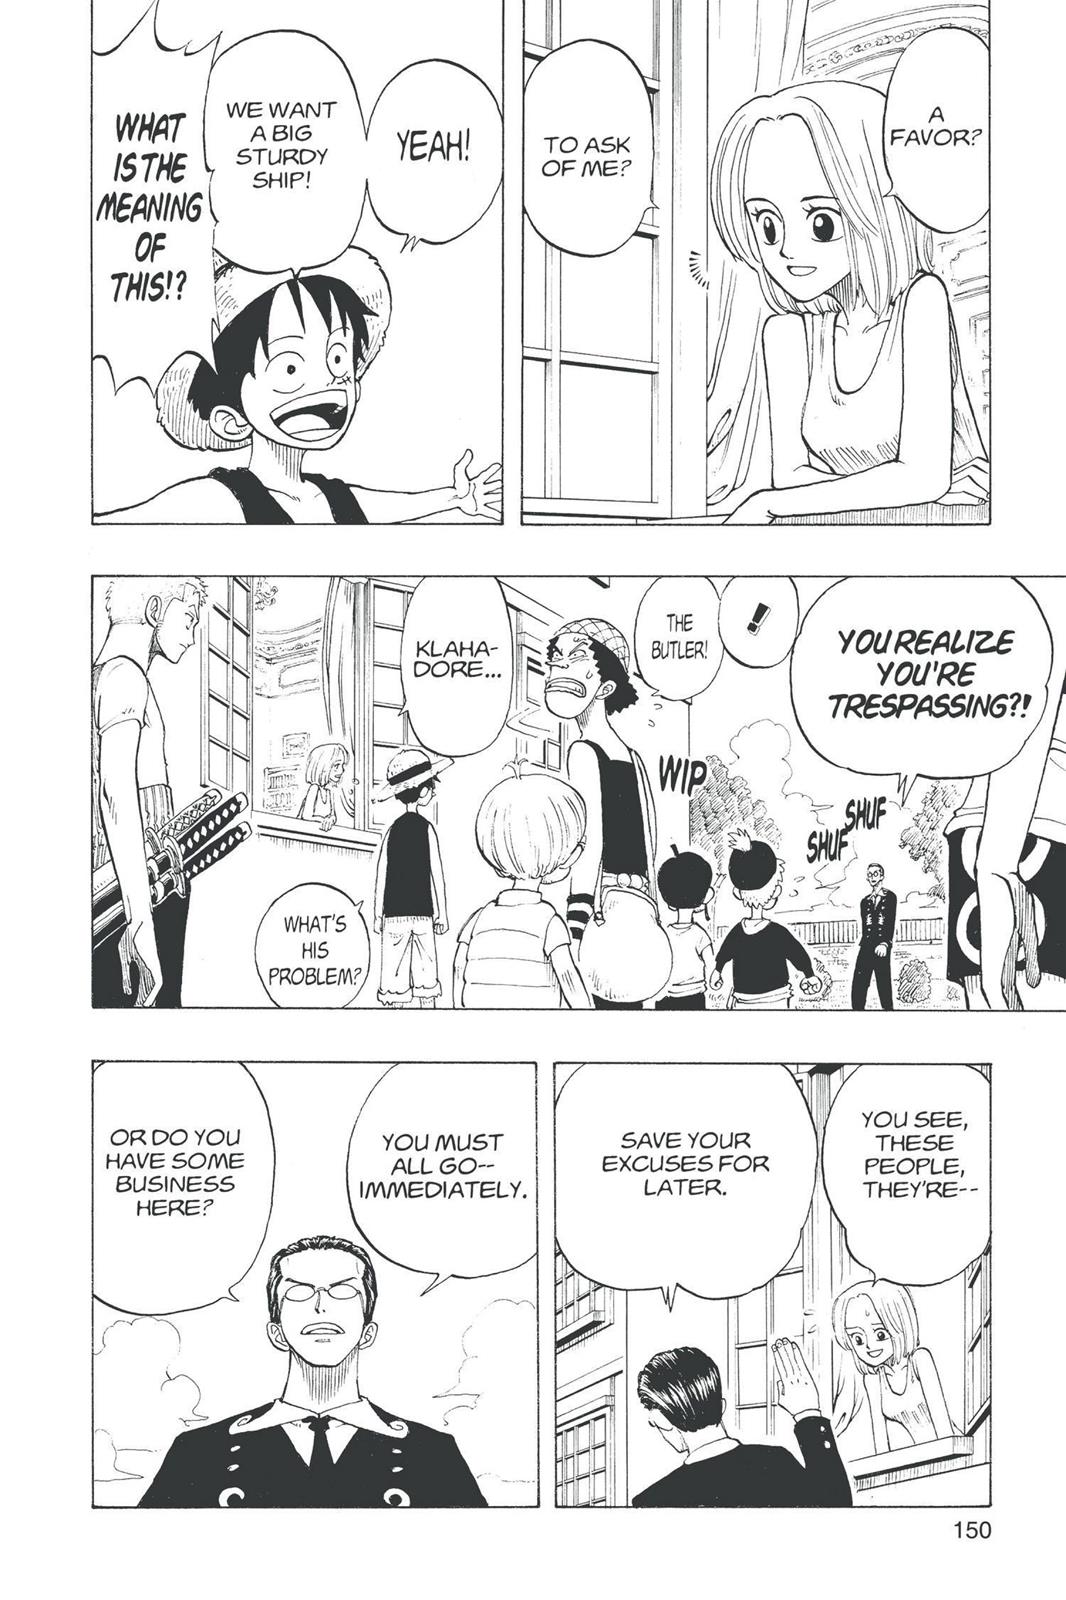 A
FAVOR?
TO ASK
OF ME?
YEAH!
WE WANT
A BIG
STURDY
SHIP!
WHAT
IS THE
MEANING
OF
THIS!?
YOU REALIZE
YOU'RE
TRESPASSING?!
!
THE
BUTLER!
KLAHA-
DORE...
WIP
SHUF
SHUF
WHAT'S
HIS
PROBLEM?
YOU SEE,
THESE
PEOPLE,
THEY'RE--
SAVE YOUR
EXCUSES FOR
LATER.
YOU MUST
ALL GO--
IMMEDIATELY.
OR DO YOU
HAVE SOME
BUSINESS
HERE?
150